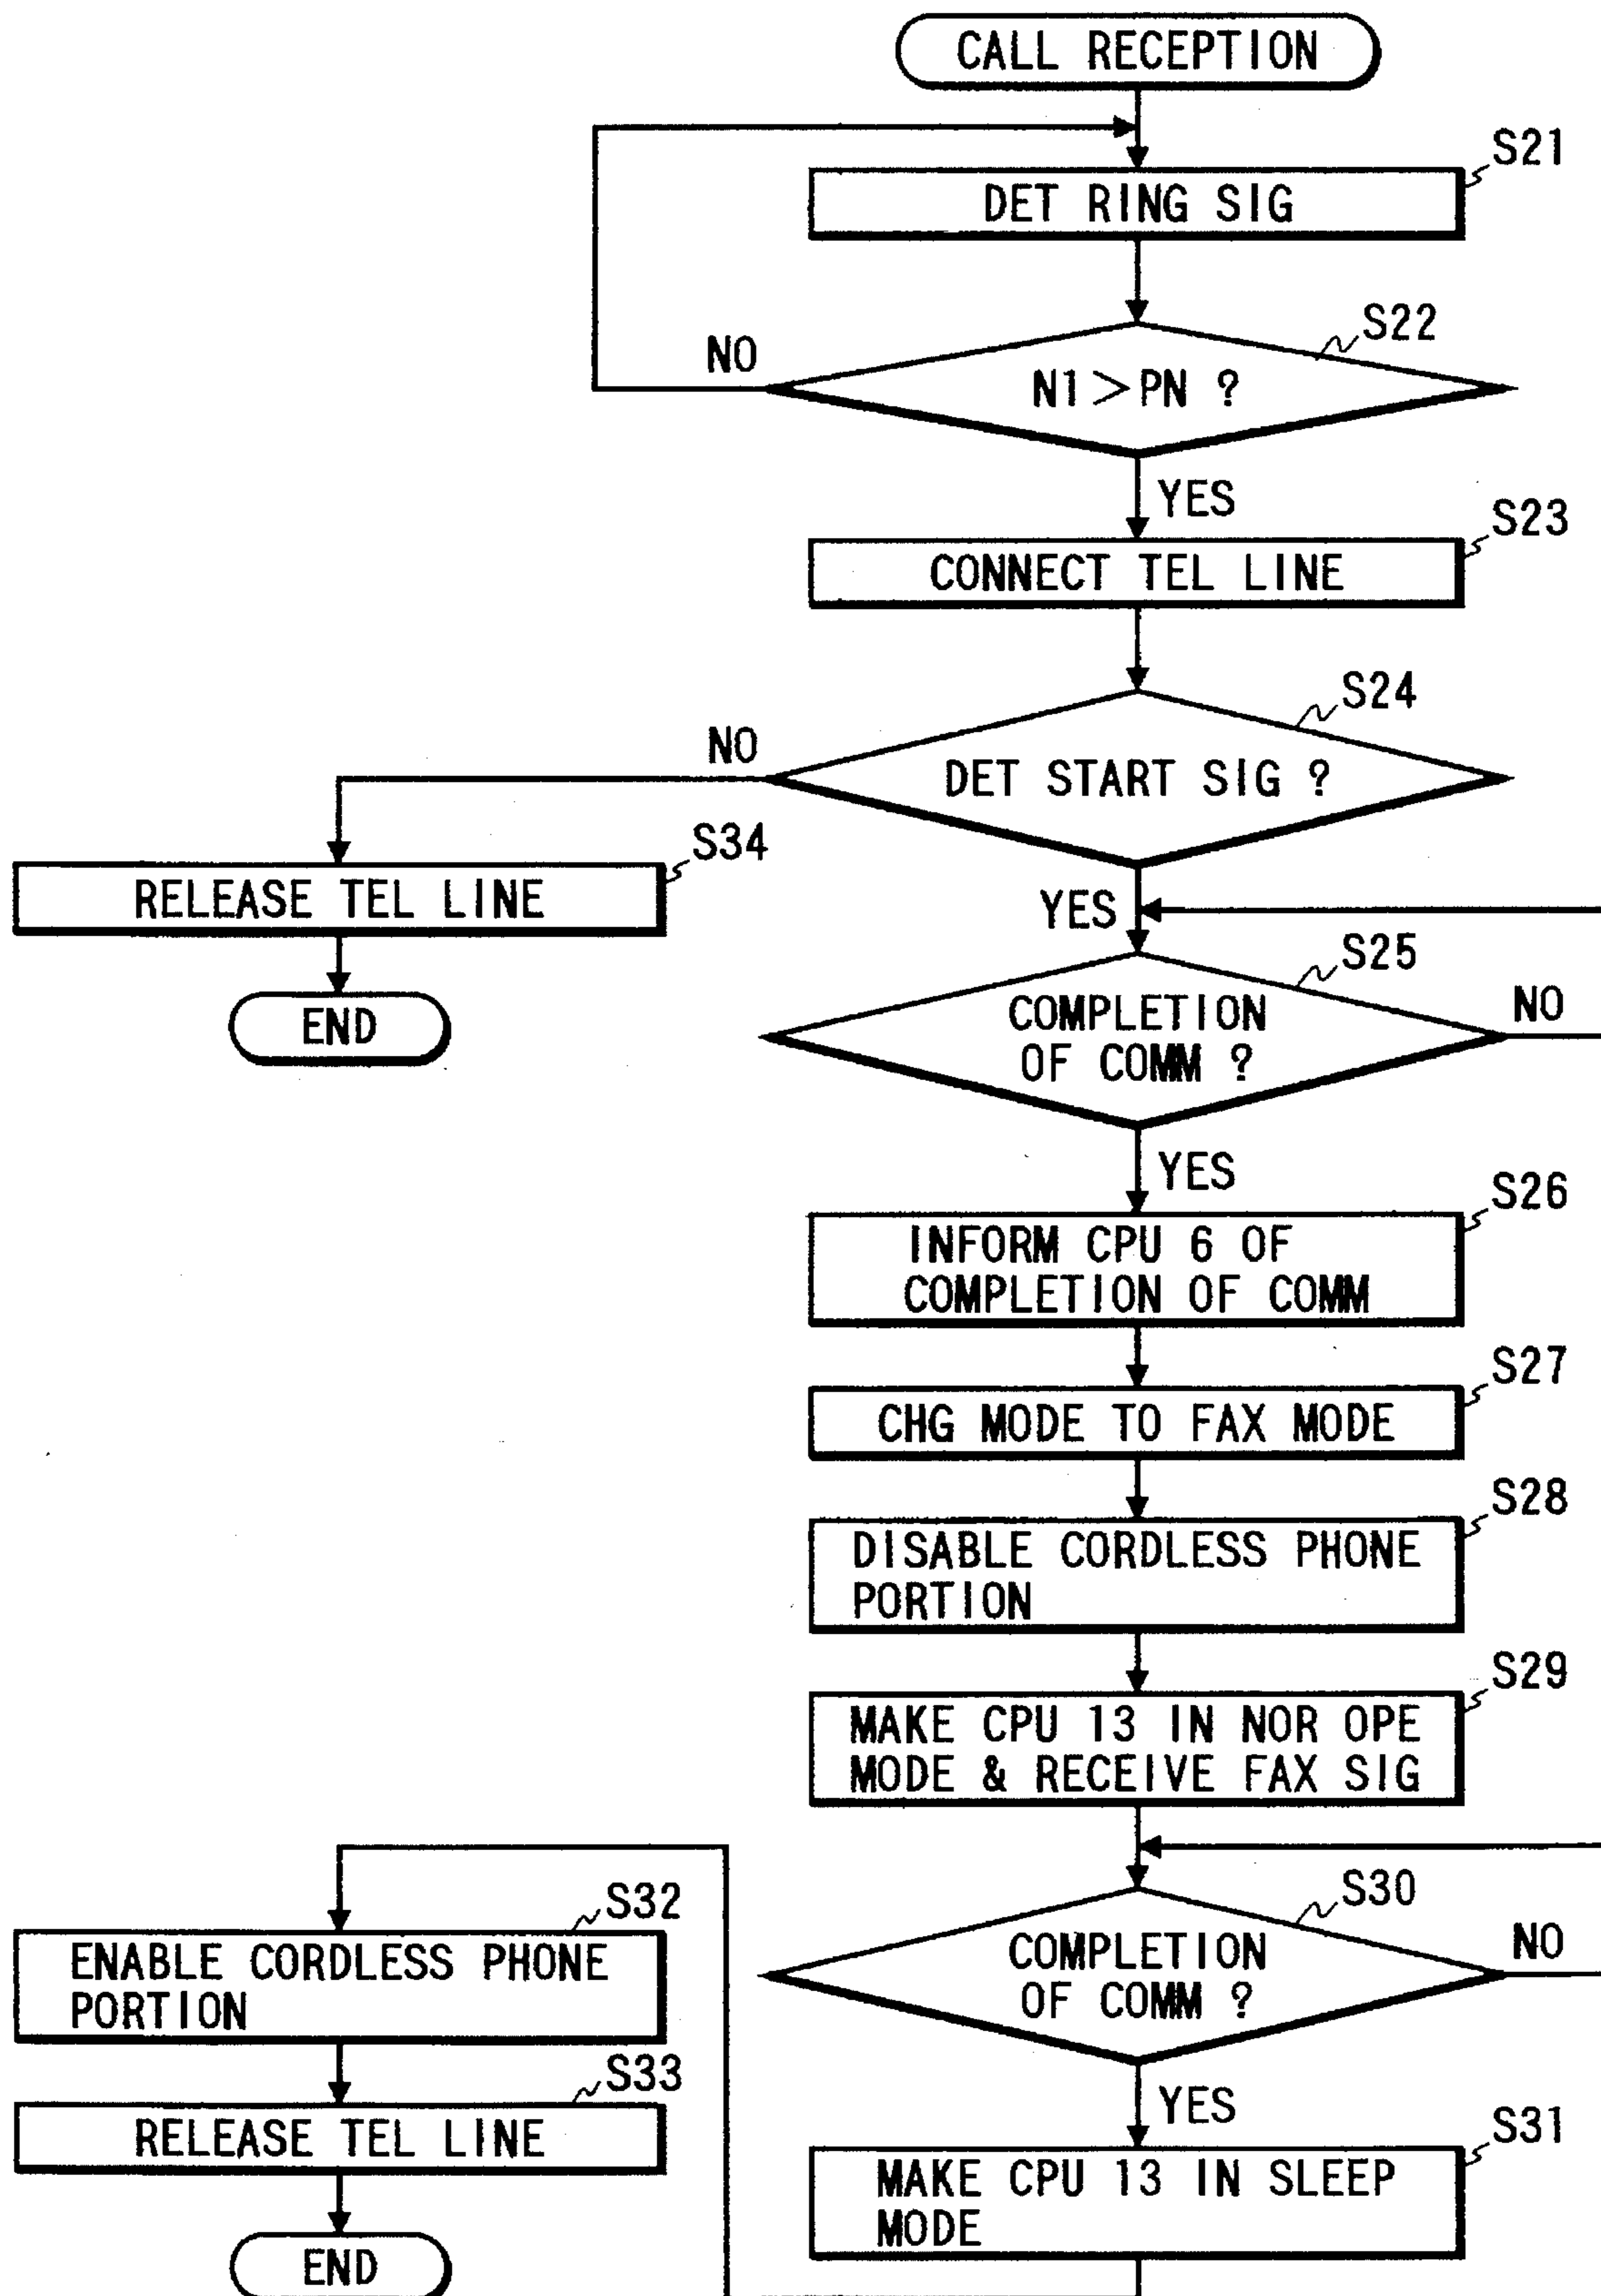 CALL RECEPTION
S21
DET RING SIG
S22
NO
N1>PN ?
YES
S23
CONNECT TEL LINE
S24
NO
DET START SIG ?
S34
RELEASE TEL LINE
YES
S25
END
COMPLETION
OF COMM ?
NO
YES
S26
INFORM CPU 6 OF
COMPLETION OF COMM
S27
CHG MODE TO FAX MODE
S28
DISABLE CORDLESS PHONE
PORTION
S29
MAKE CPU 13 IN NOR OPE
MODE & RECEIVE FAX SIG
S30
COMPLETION
OF COMM ?
NO
YES
S31
MAKE CPU 13 IN SLEEP
MODE
S32
ENABLE CORDLESS PHONE
PORTION
S33
RELEASE TEL LINE
END